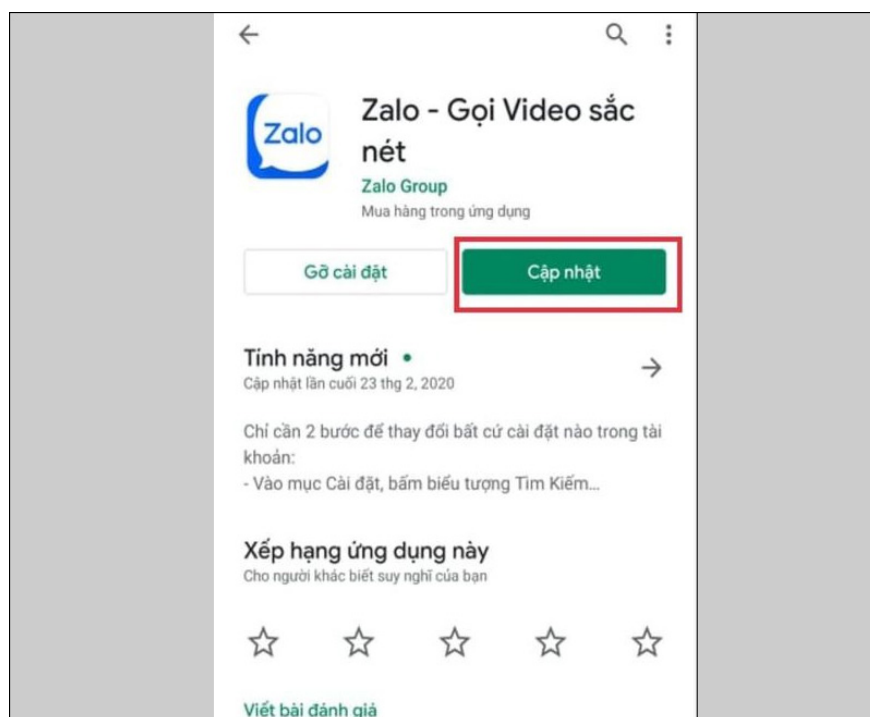 Zalo
Zalo - Gọi Video sắc
nét
Zalo Group
Mua hàng trong ứng dụng
Gỡ cài đặt
Cập nhật
Tính năng mới •
Cập nhật lần cuối 23 thg 2, 2020
Chỉ cần 2 bước để thay đổi bất cứ cài đặt nào trong tài
khoản:
- Vào mục Cài đặt, bấm biểu tượng Tìm Kiếm...
Xếp hạng ứng dụng này
Cho người khác biết suy nghĩ của bạn
Viết bài đánh giá